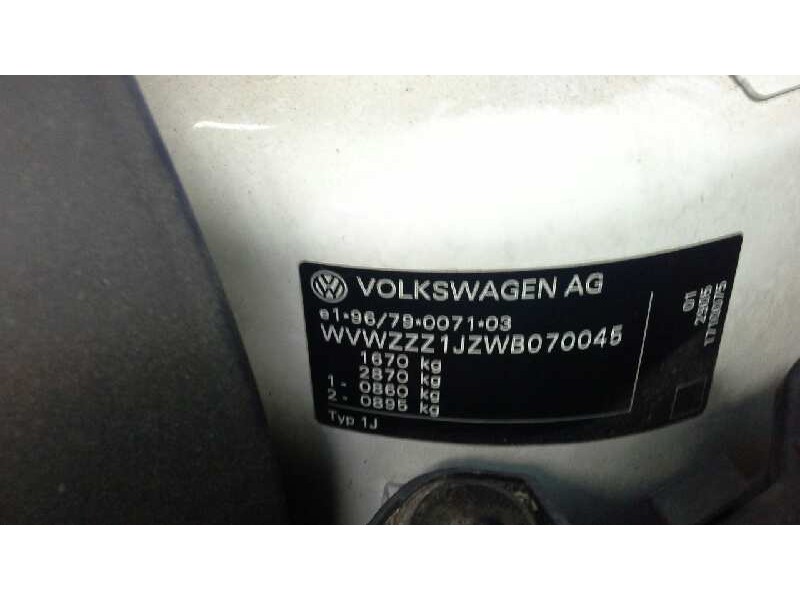 VOLKSWAGEN AG
e1*96/79*0071*03
WVWZZZ1JZWB070045
1670 kg
2870 kg
1- 0860 kg
2- 0895 kg
Typ 1J
011